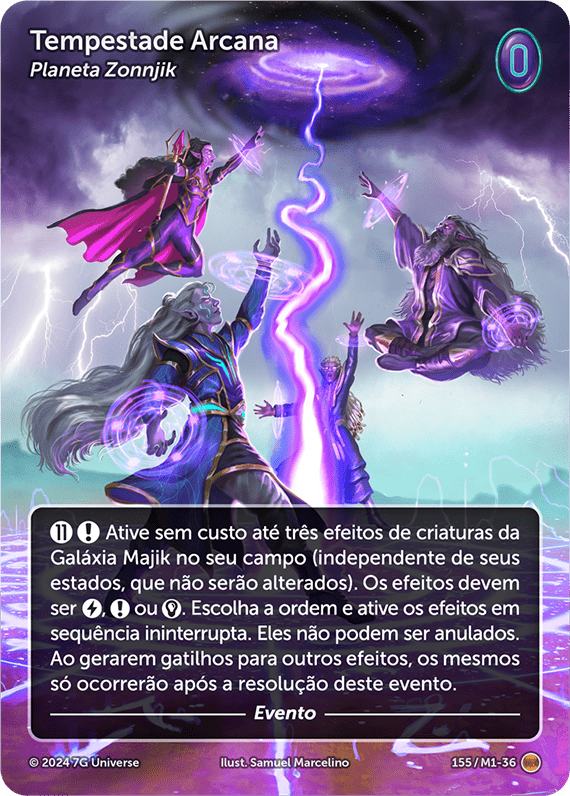 Tempestade Arcana
Planeta Zonnjik
0
11 ! Ative sem custo até três efeitos de criaturas da
Galáxia Majik no seu campo (independente de seus
estados, que não serão alterados). Os efeitos devem
ser , ! ou . Escolha a ordem e ative os efeitos em
sequência ininterrupta. Eles não podem ser anulados.
Ao gerarem gatilhos para outros efeitos, os mesmos
só ocorrerão após a resolução deste evento.
Evento
© 2024 7G Universe
Ilust. Samuel Marcelino
155 / M1-36